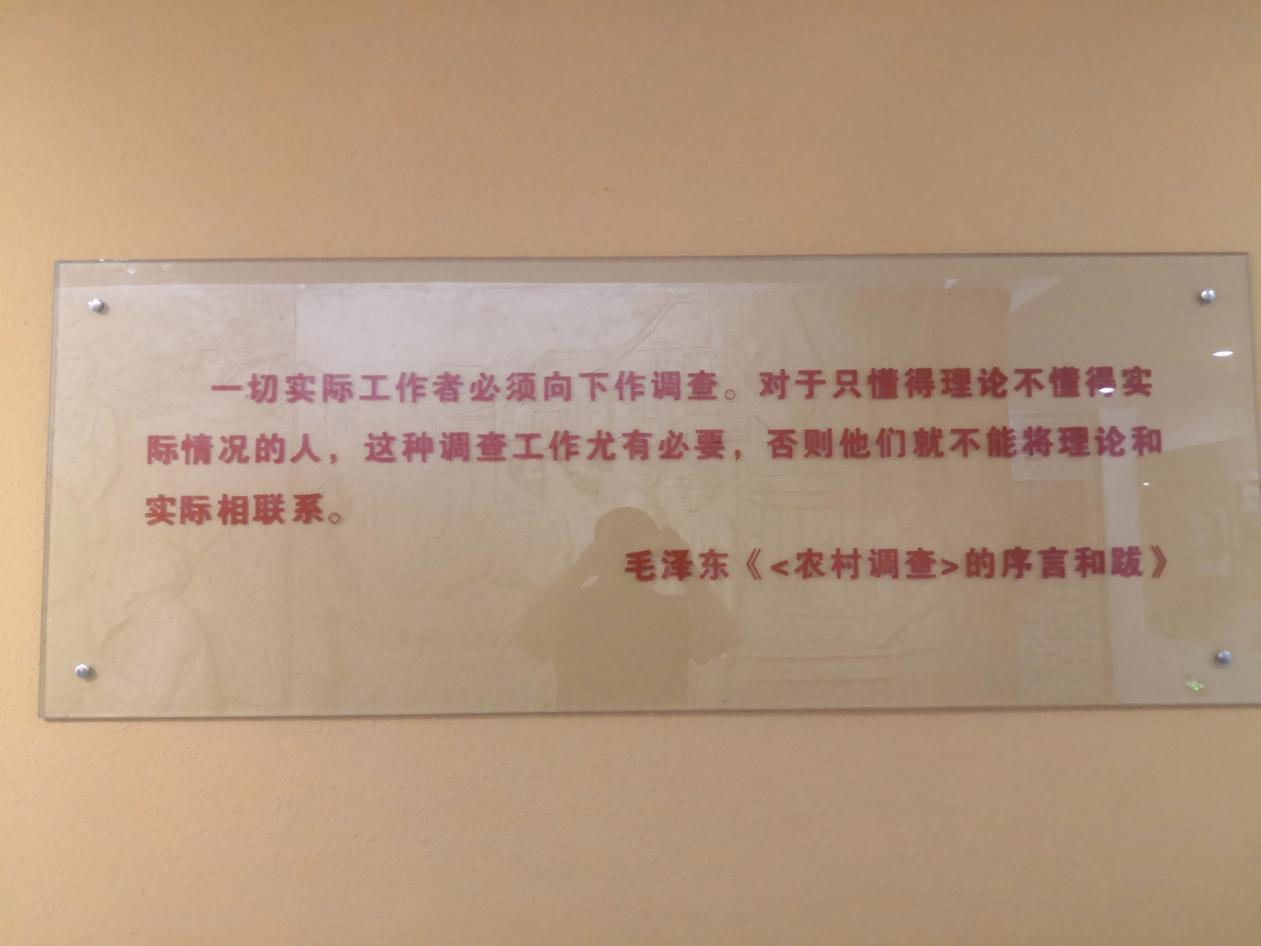 一切实际工作者必须向下作调查。对于只懂得理论不懂得实
际情况的人，这种调查工作尤有必要，否则他们就不能将理论和
实际相联系。
毛泽东《<农村调查>的序言和跋》